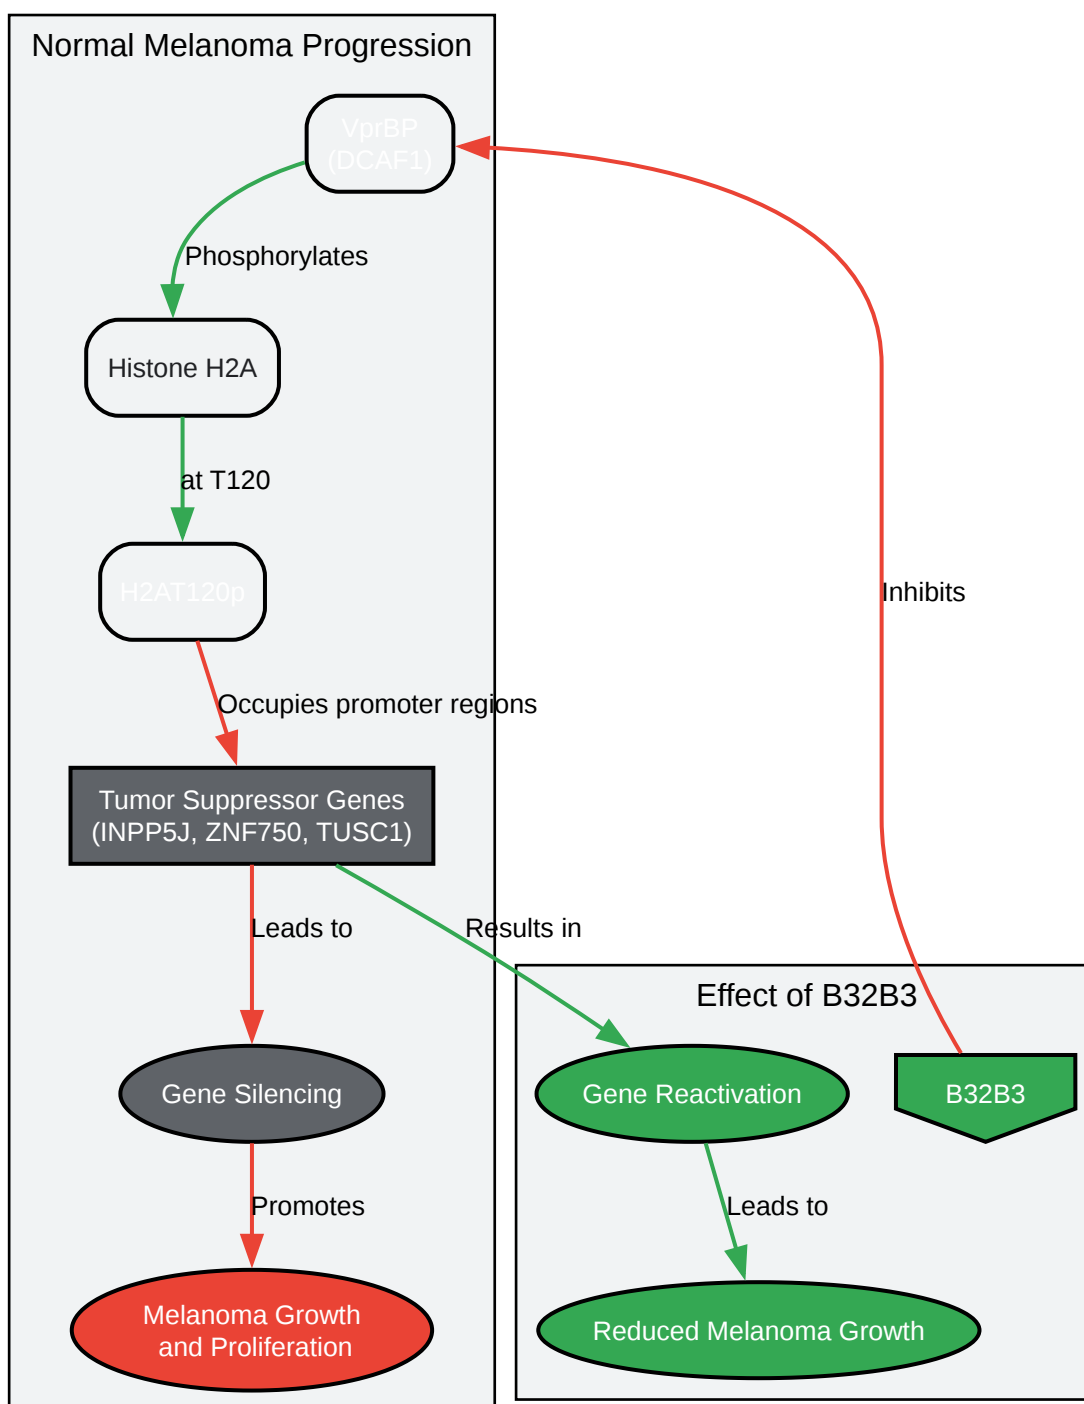 Normal Melanoma Progression
VprBP
(DCAF1)
Phosphorylates
Histone H2A
at T120
H2AT120p
Inhibits
Occupies promoter regions
Tumor Suppressor Genes
(INPP5J, ZNF750, TUSC1)
Leads to
Results in
Effect of B32B3
Gene Silencing
Gene Reactivation
B32B3
Promotes
Leads to
Melanoma Growth
and Proliferation
Reduced Melanoma Growth